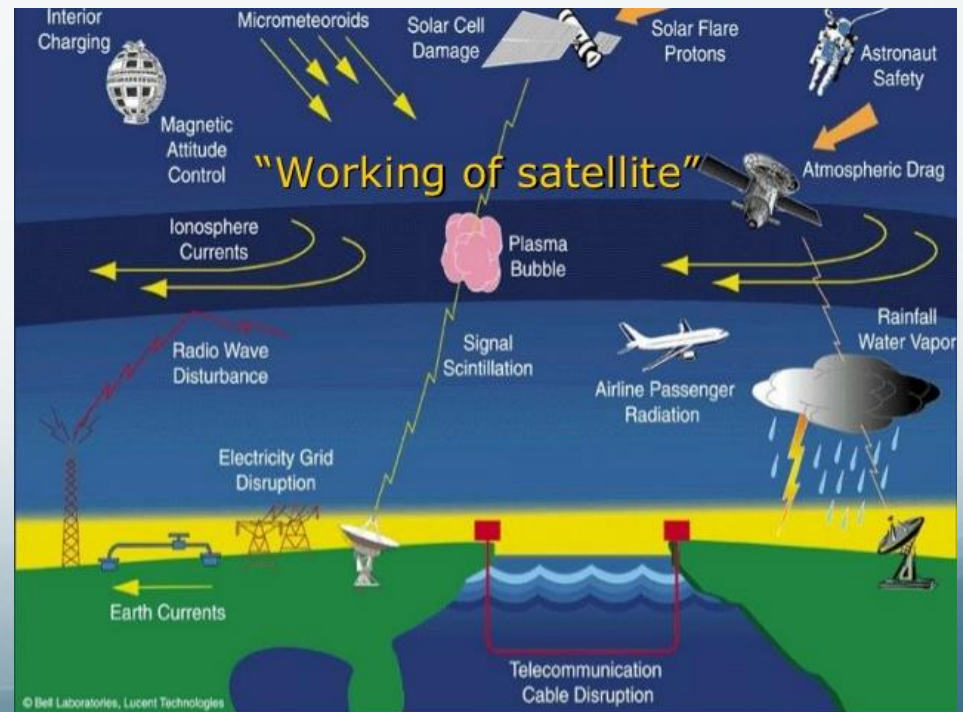 Interior
Charging
Micrometeoroids
Solar Cell
Damage
Solar Flare
Protons
Astronaut
Safety
Magnetic
Attitude
Control
“Working of satellite”
Atmospheric Drag
Ionosphere
Currents
Plasma
Bubble
Rainfall
Water Vapor
Radio Wave
Disturbance
Signal
Scintillation
Airline Passenger
Radiation
Electricity Grid
Disruption
Earth Currents
Telecommunication
Cable Disruption
© Bell Laboratories, Lucent Technologies